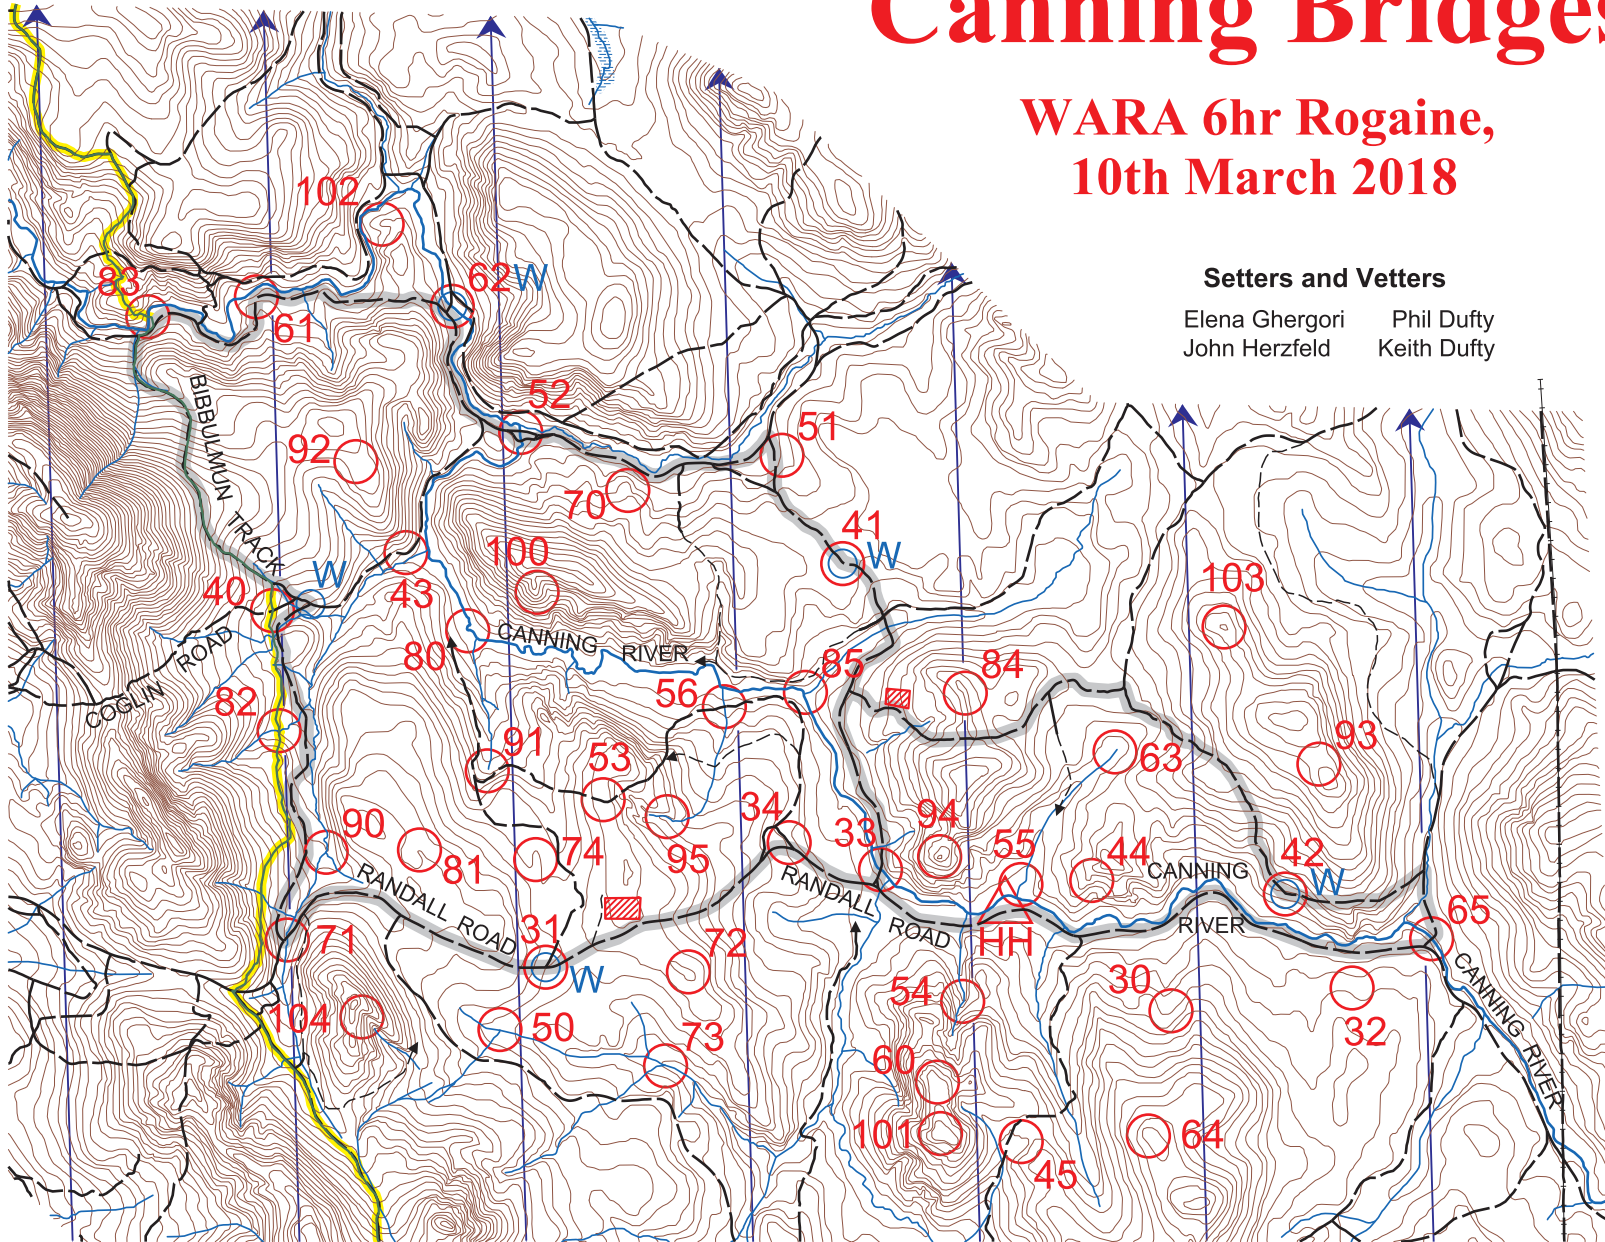 Canning Bridges
WARA 6hr Rogaine,
10th March 2018
Setters and Vetters
Elena Ghergori Phil Dufty
John Herzfeld Keith Dufty
102
83
62 W
61
52
51
92
70
41 W
BIBBULMUN TRACK
100
W
40
43
103
CANNING RIVER
80
COGLIN ROAD
85
84
56
82
91
53
63
93
34
90
94
33
81
74
95
55
44
CANNING
42 W
RANDALL ROAD
RANDALL ROAD
RIVER
65
71
31
W
72
HH
54
30
CANNING RIVER
104
50
73
32
60
101
45
64